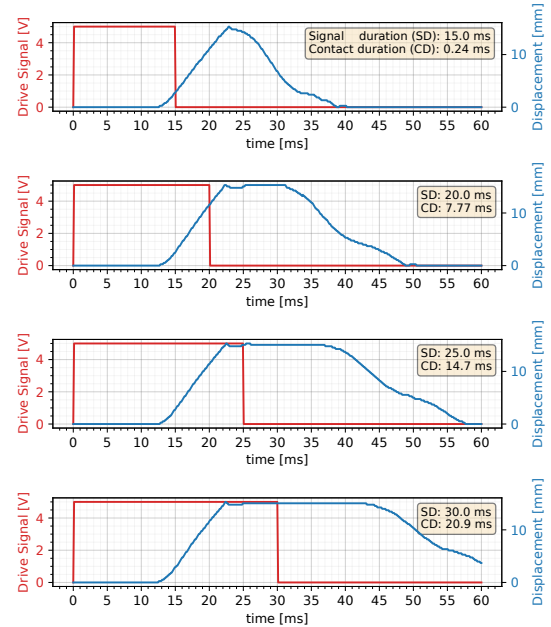 Drive Signal [V]
4
2
0
Signal duration (SD): 15.0 ms
Contact duration (CD): 0.24 ms
10
0
Displacement [mm]
0 5 10 15 20 25 30 35 40 45 50 55 60
time [ms]
Drive Signal [V]
4
2
0
SD: 20.0 ms
CD: 7.77 ms
10
0
Displacement [mm]
0 5 10 15 20 25 30 35 40 45 50 55 60
time [ms]
Drive Signal [V]
4
2
0
SD: 25.0 ms
CD: 14.7 ms
10
0
Displacement [mm]
0 5 10 15 20 25 30 35 40 45 50 55 60
time [ms]
Drive Signal [V]
4
2
0
SD: 30.0 ms
CD: 20.9 ms
10
0
Displacement [mm]
0 5 10 15 20 25 30 35 40 45 50 55 60
time [ms]